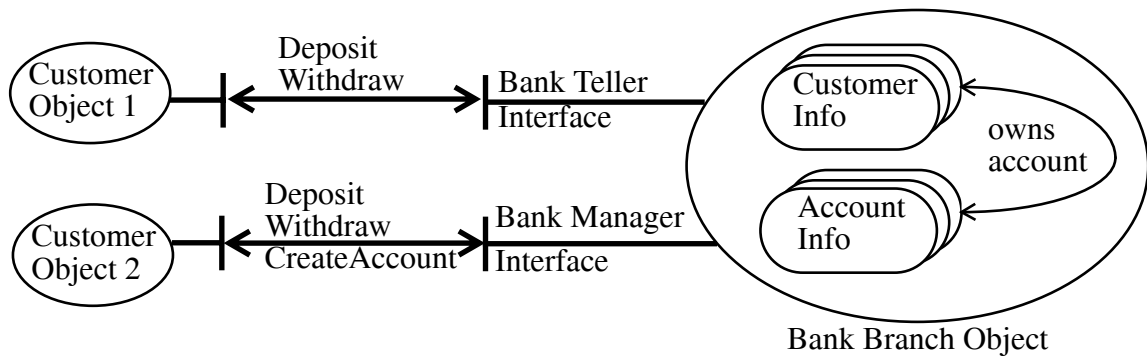 Customer
Object 1
Deposit
Withdraw
Bank Teller
Interface
Customer
Info
owns
account
Customer
Object 2
Deposit
Withdraw
CreateAccount
Bank Manager
Interface
Account
Info
Bank Branch Object